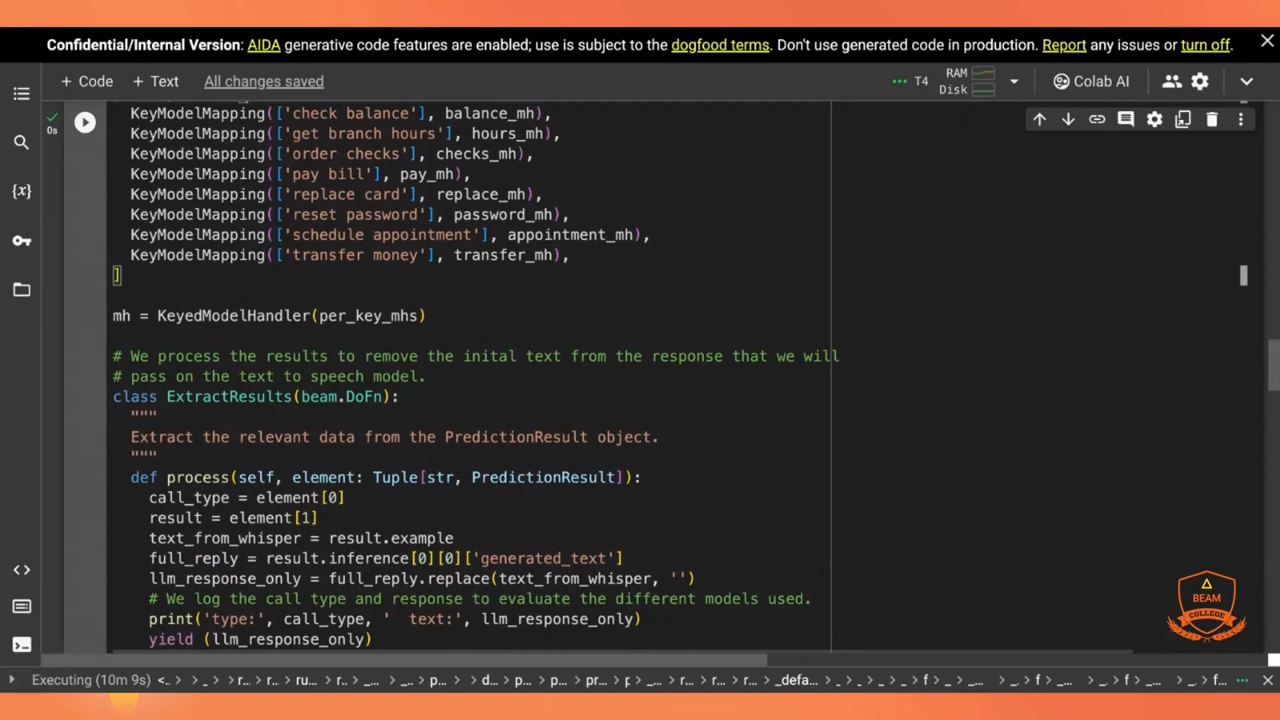 Confidential/Internal Version: AIDA generative code features are enabled; use is subject to the dogfood terms. Don't use generated code in production. Report any issues or turn off.
+ Code + Text All changes saved
T4 RAM Disk Colab AI
0s
KeyModelMapping(['check balance'], balance_mh),
KeyModelMapping(['get branch hours'], hours_mh),
KeyModelMapping(['order checks'], checks_mh),
KeyModelMapping(['pay bill'], pay_mh),
KeyModelMapping(['replace card'], replace_mh),
KeyModelMapping(['reset password'], password_mh),
KeyModelMapping(['schedule appointment'], appointment_mh),
KeyModelMapping(['transfer money'], transfer_mh),
]
mh = KeyedModelHandler(per_key_mhs)
# We process the results to remove the inital text from the response that we will
# pass on the text to speech model.
class ExtractResults(beam.DoFn):
"""
Extract the relevant data from the PredictionResult object.
"""
def process(self, element: Tuple[str, PredictionResult]):
call_type = element[0]
result = element[1]
text_from_whisper = result.example
full_reply = result.inference[0][0]['generated_text']
llm_response_only = full_reply.replace(text_from_whisper, '')
# We log the call type and response to evaluate the different models used.
print('type:', call_type, '  text:', llm_response_only)
yield (llm_response_only)
BEAM
COLLEGE
Executing (10m 9s) <... > _ > r... > r... > ru... > r.. > _... > _.. > p... > d... > p... > p... > pr... > p > _... > r... > r... > r... > _defa... > _ > _ > _ > _ > f... > _... > _. > f... > _... > _. > f... > _... > _. > f...